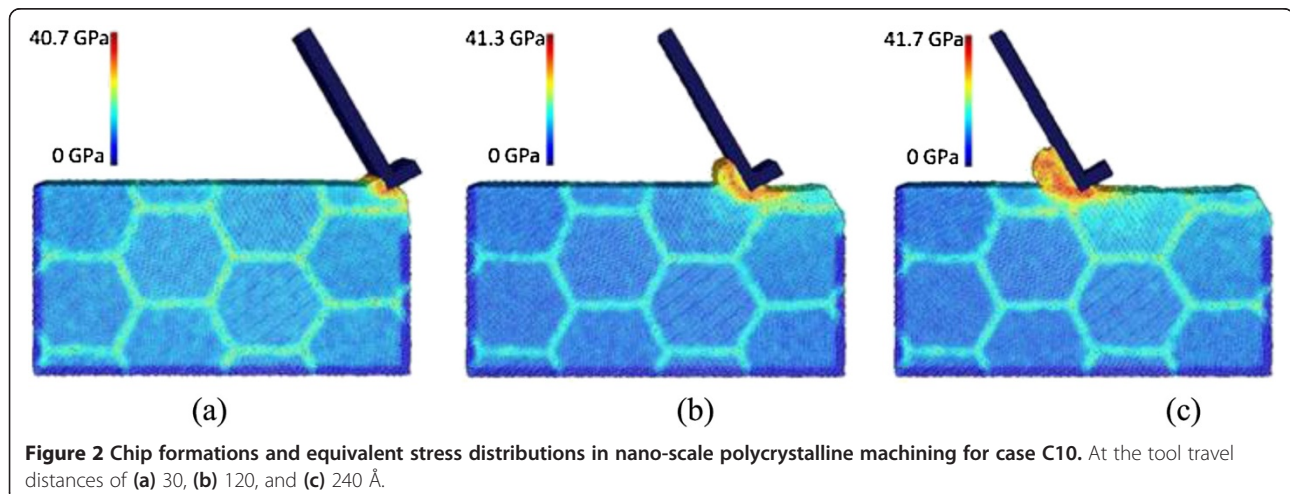 40.7 GPa
0 GPa
41.3 GPa
0 GPa
41.7 GPa
0 GPa
(a)
(b)
(c)
Figure 2 Chip formations and equivalent stress distributions in nano-scale polycrystalline machining for case C10. At the tool travel
distances of (a) 30, (b) 120, and (c) 240 Å.